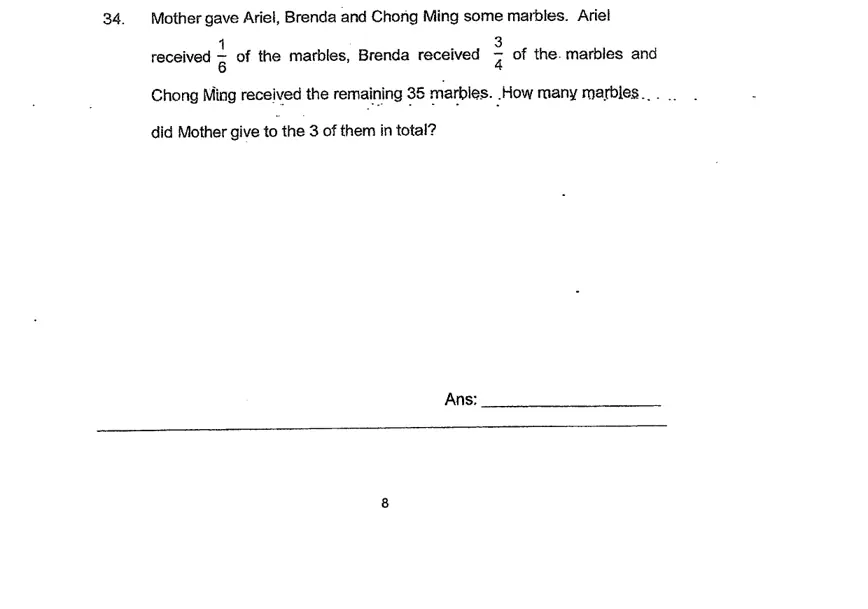 34. Mother gave Ariel, Brenda and Chong Ming some marbles. Ariel
received 1/6 of the marbles, Brenda received 3/4 of the marbles and
Chong Ming received the remaining 35 marbles. How many marbles
did Mother give to the 3 of them in total?
Ans:
8